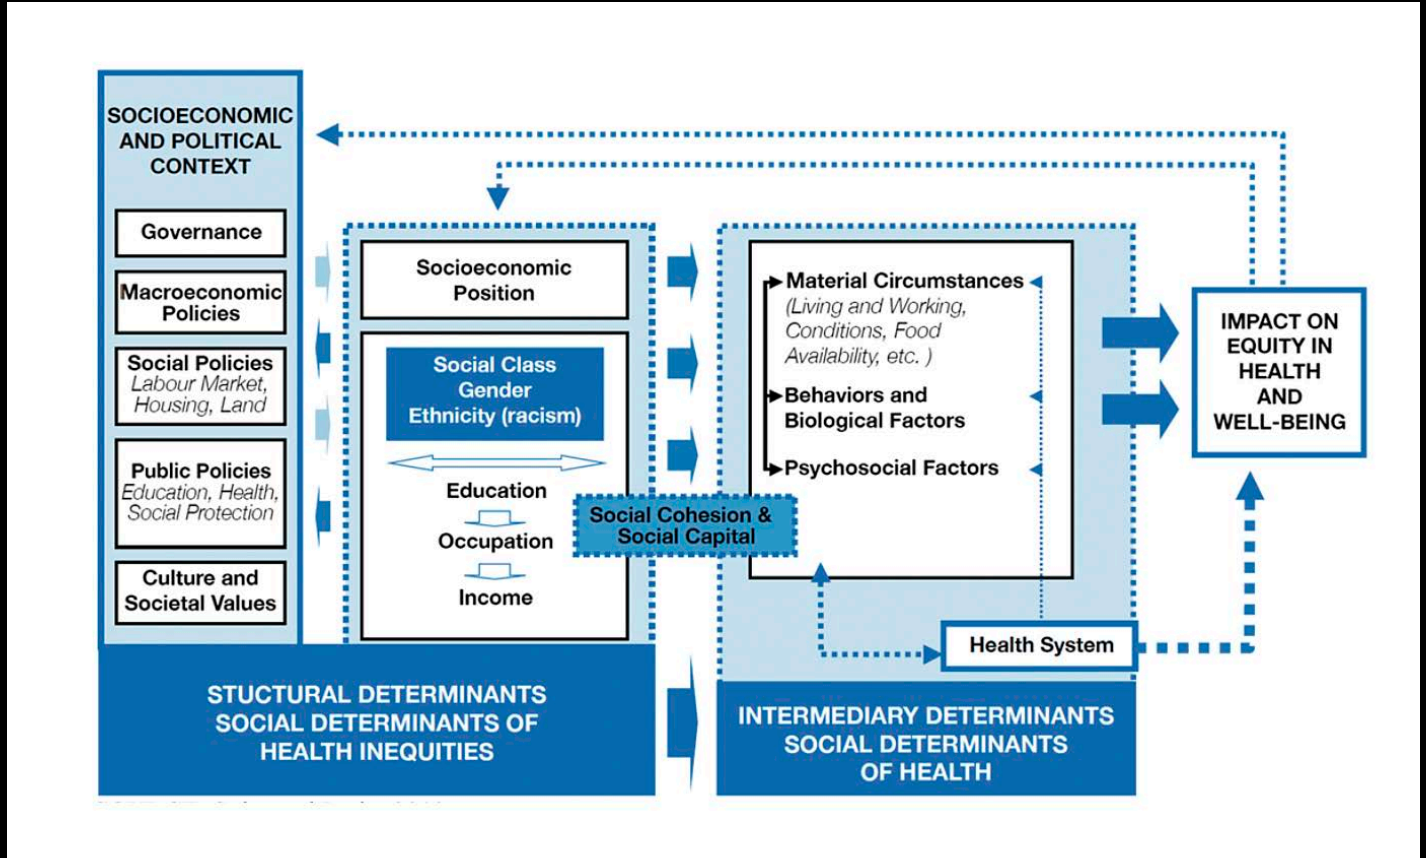 SOCIOECONOMIC
AND POLITICAL
CONTEXT
Governance
Macroeconomic
Policies
Social Policies
Labour Market,
Housing, Land
Public Policies
Education, Health,
Social Protection
Culture and
Societal Values
Socioeconomic
Position
Social Class
Gender
Ethnicity (racism)
Education
Occupation
Income
Social Cohesion &
Social Capital
Material Circumstances
(Living and Working,
Conditions, Food
Availability, etc. )
Behaviors and
Biological Factors
Psychosocial Factors
Health System
IMPACT ON
EQUITY IN
HEALTH
AND
WELL-BEING
STUCTURAL DETERMINANTS
SOCIAL DETERMINANTS OF
HEALTH INEQUITIES
INTERMEDIARY DETERMINANTS
SOCIAL DETERMINANTS
OF HEALTH